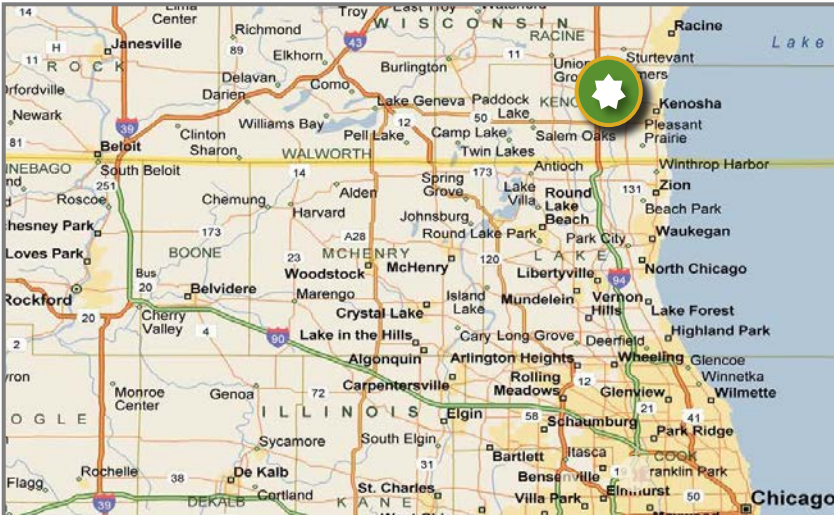 Center
Troy
East Troy
Waterford
WISCONSIN
Racine
14
Richmond
43
RACINE
Lake
11
H
Janesville
89
Elkhorn
Burlington
11
Sturtevant
ROCK
Delavan
Como
Darien
Lake Geneva
Paddock
Lake
Newark
39
Williams Bay
50
Kenosha
12
Clinton
Pell Lake
Camp Lake
Salem Oaks
Pleasant
Prairie
81
Beloit
Sharon
WALWORTH
Twin Lakes
South Beloit
Antioch
Winthrop Harbor
14
173
251
Spring
Grove
Lake
Villa
Round
Lake
Beach
131
Zion
Roscoe
Chemung
Alden
Harvard
Johnsburg
Beach Park
173
A28
Round Lake Park
Park City
Waukegan
Loves Park
BOONE
23
MCHENRY
120
LAKE
Woodstock
McHenry
Libertyville
North Chicago
Bus
20
Belvidere
Marengo
Island
Lake
Mundelein
94
Vernon
Hills
Rockford
Crystal Lake
Lake Forest
20
Cherry
Valley
4
90
Lake in the Hills
Cary
Long Grove
Deerfield
Highland Park
2
Algonquin
Arlington Heights
Wheeling
Glencoe
Carpentersville
Rolling
Meadows
12
Winnetka
Monroe
Center
Genoa
72
Glenview
Wilmette
OGLE
ILLINOIS
Elgin
58
21
41
Schaumburg
Park Ridge
Sycamore
South Elgin
Bartlett
Itasca
COOK
Rochelle
38
De Kalb
31
Bensenville
Flagg
Cortland
St. Charles
Elmhurst
50
39
DEKALB
KANE
Villa Park
Chicago